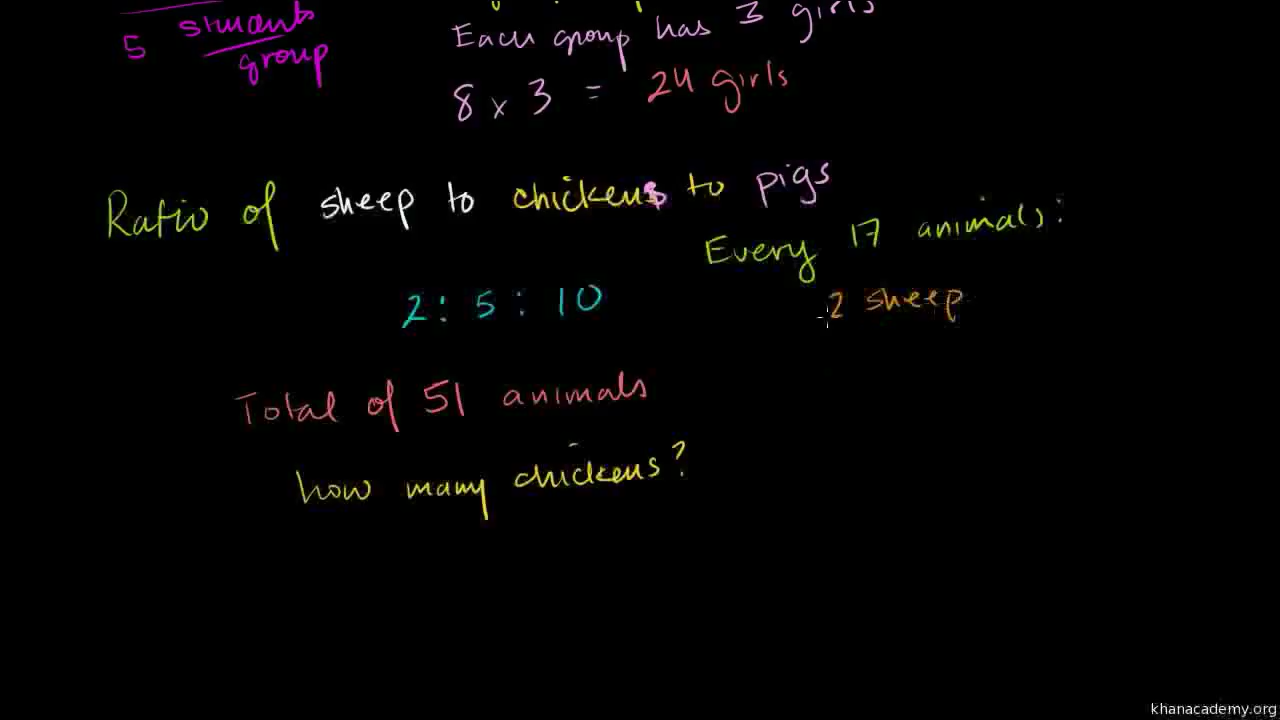 5 students
group
Each group has 3 girls
8 x 3 = 24 girls
Ratio of sheep to chickens to pigs
Every 17 animals:
2 : 5 : 10
2 sheep
Total of 51 animals
how many chickens?
khanacademy.org